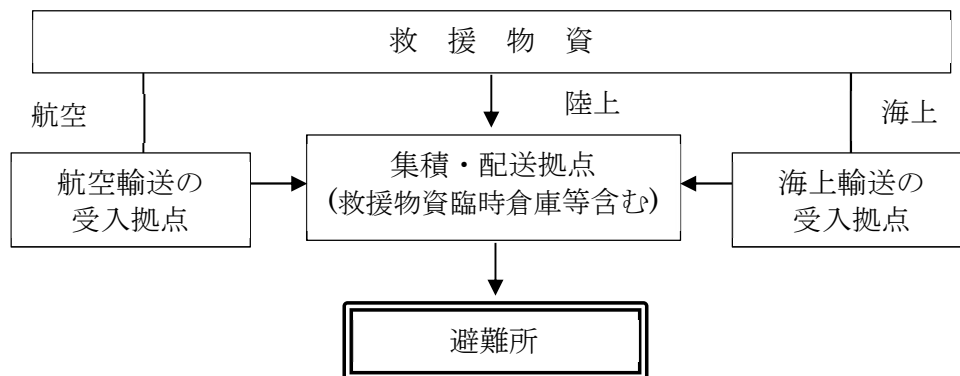 救 援 物 資
航空
陸上
海上
航空輸送の
受入拠点
集積・配送拠点
(救援物資臨時倉庫等含む)
海上輸送の
受入拠点
避難所